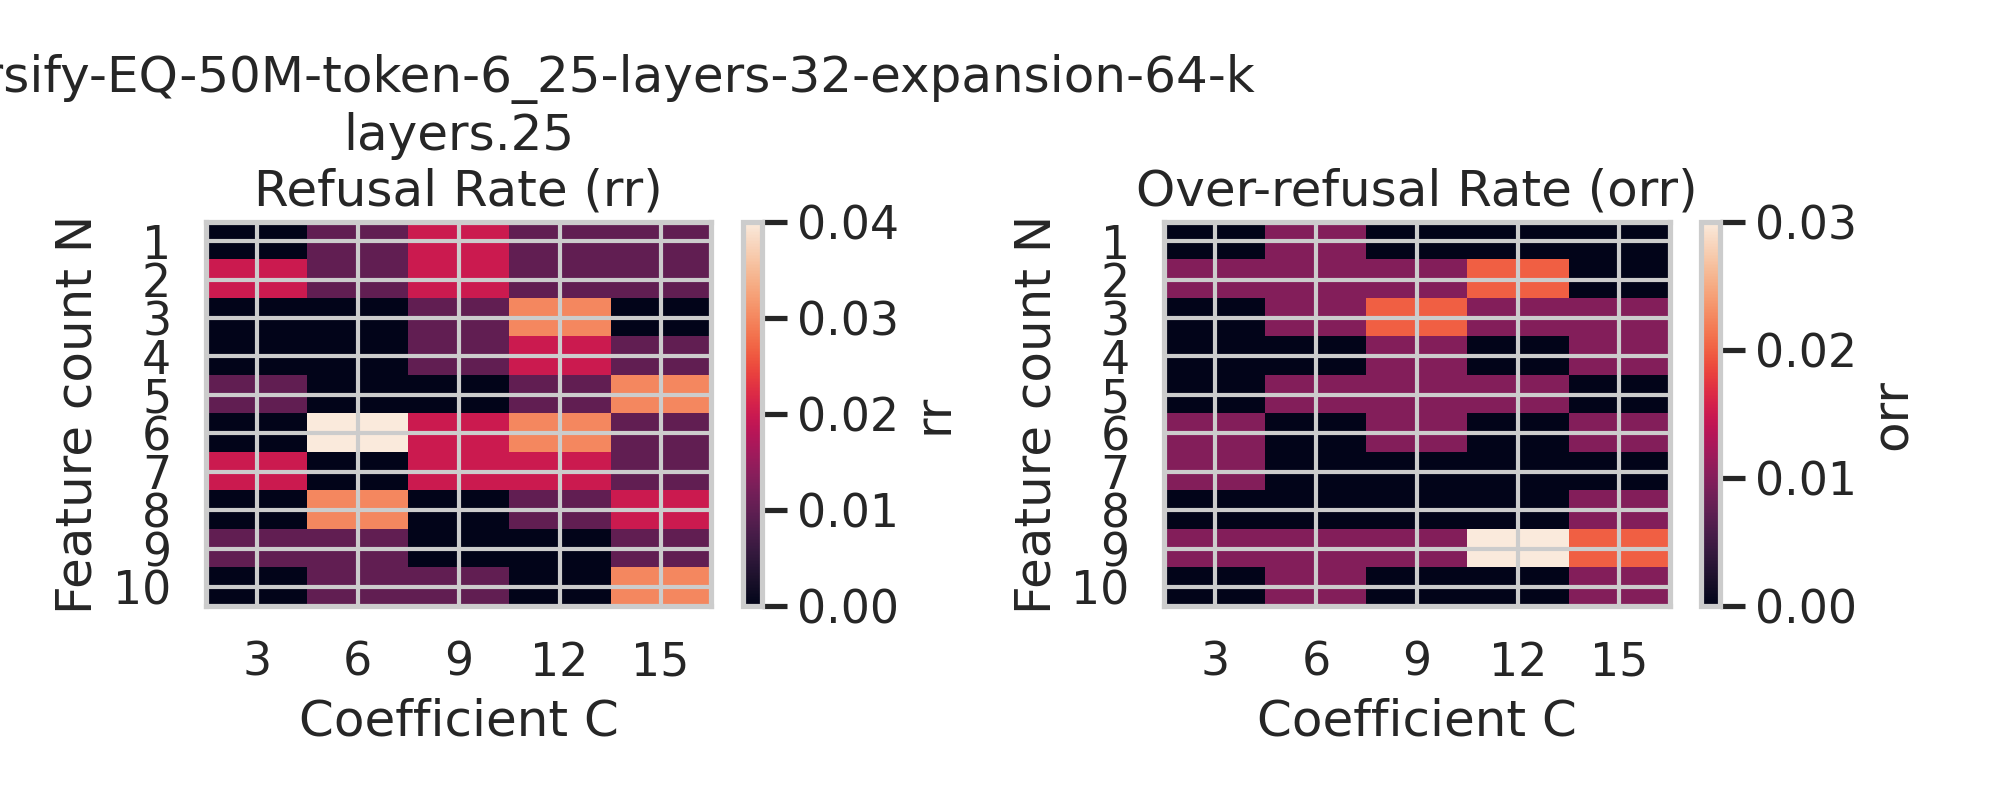 rsify-EQ-50M-token-6_25-layers-32-expansion-64-k
layers.25
Refusal Rate (rr)
Over-refusal Rate (orr)
Feature count N
1
2
3
4
5
6
7
8
9
10
3 6 9 12 15
Coefficient C
0.04
0.03
0.02
0.01
0.00
rr
Feature count N
1
2
3
4
5
6
7
8
9
10
3 6 9 12 15
Coefficient C
0.03
0.02
0.01
0.00
orr